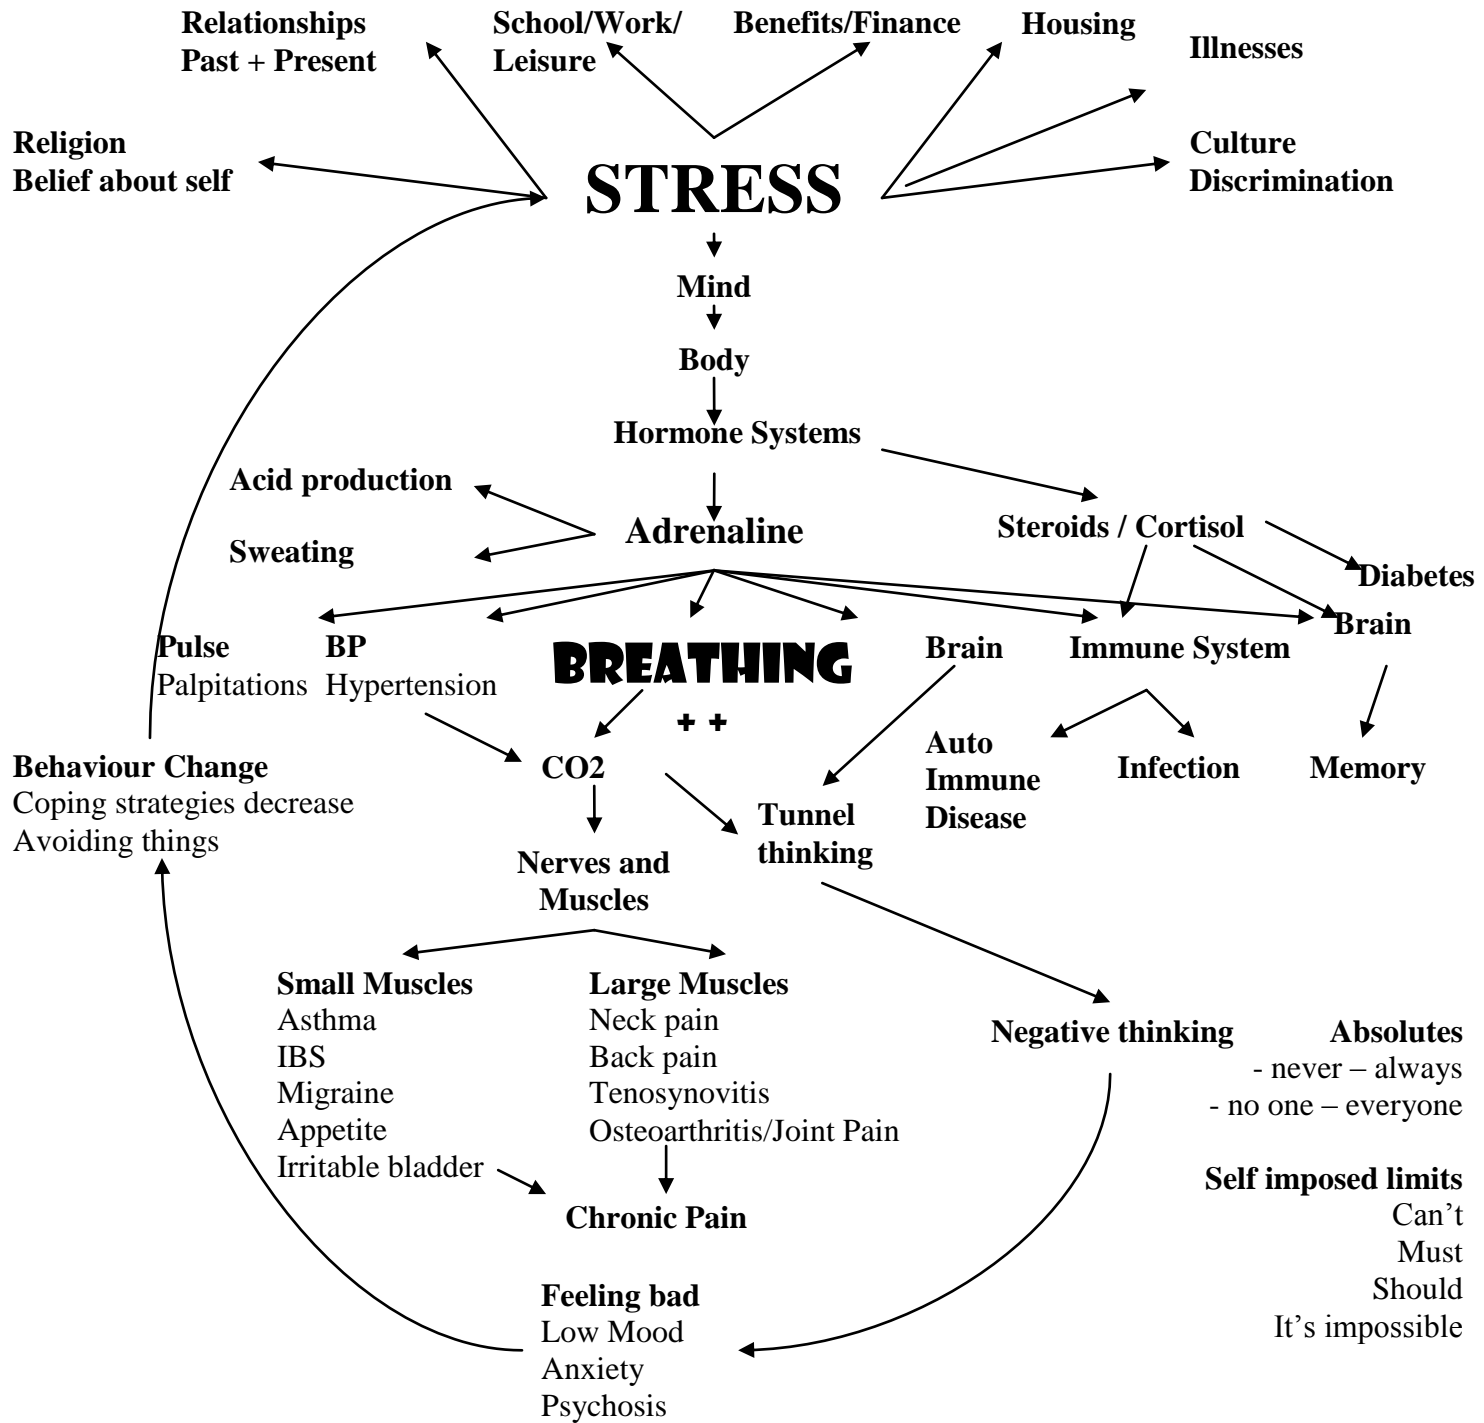 Relationships
Past + Present
School/Work/
Leisure
Benefits/Finance
Housing
Illnesses
Religion
Belief about self
Culture
Discrimination
STRESS
Mind
Body
Hormone Systems
Acid production
Sweating
Adrenaline
Steroids / Cortisol
Diabetes
Pulse
Palpitations
BP
Hypertension
BREATHING
+ +
Brain
Immune System
Brain
Behaviour Change
Coping strategies decrease
Avoiding things
CO2
Tunnel
thinking
Auto
Immune
Disease
Infection
Memory
Nerves and
Muscles
Small Muscles
Asthma
IBS
Migraine
Appetite
Irritable bladder
Large Muscles
Neck pain
Back pain
Tenosynovitis
Osteoarthritis/Joint Pain
Chronic Pain
Negative thinking
Absolutes
- never – always
- no one – everyone
Self imposed limits
Can’t
Must
Should
It’s impossible
Feeling bad
Low Mood
Anxiety
Psychosis